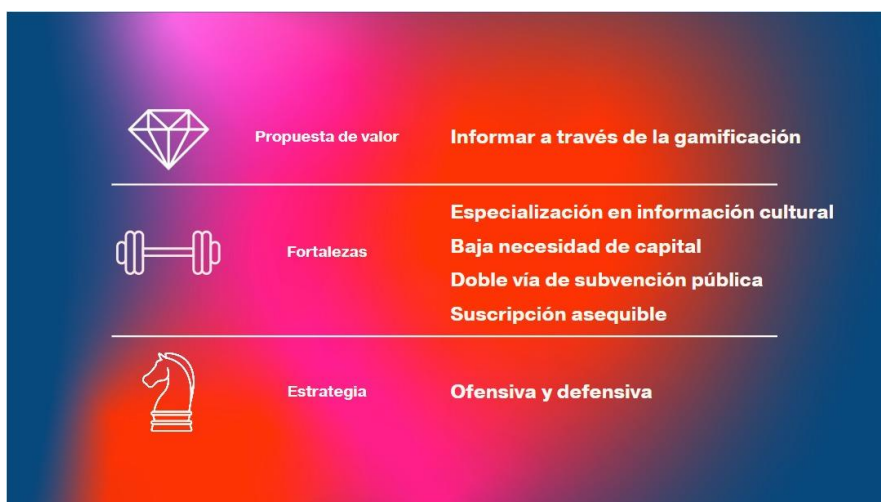 Propuesta de valor
Informar a través de la gamificación
Fortalezas
Especialización en información cultural
Baja necesidad de capital
Doble vía de subvención pública
Suscripción asequible
Estrategia
Ofensiva y defensiva